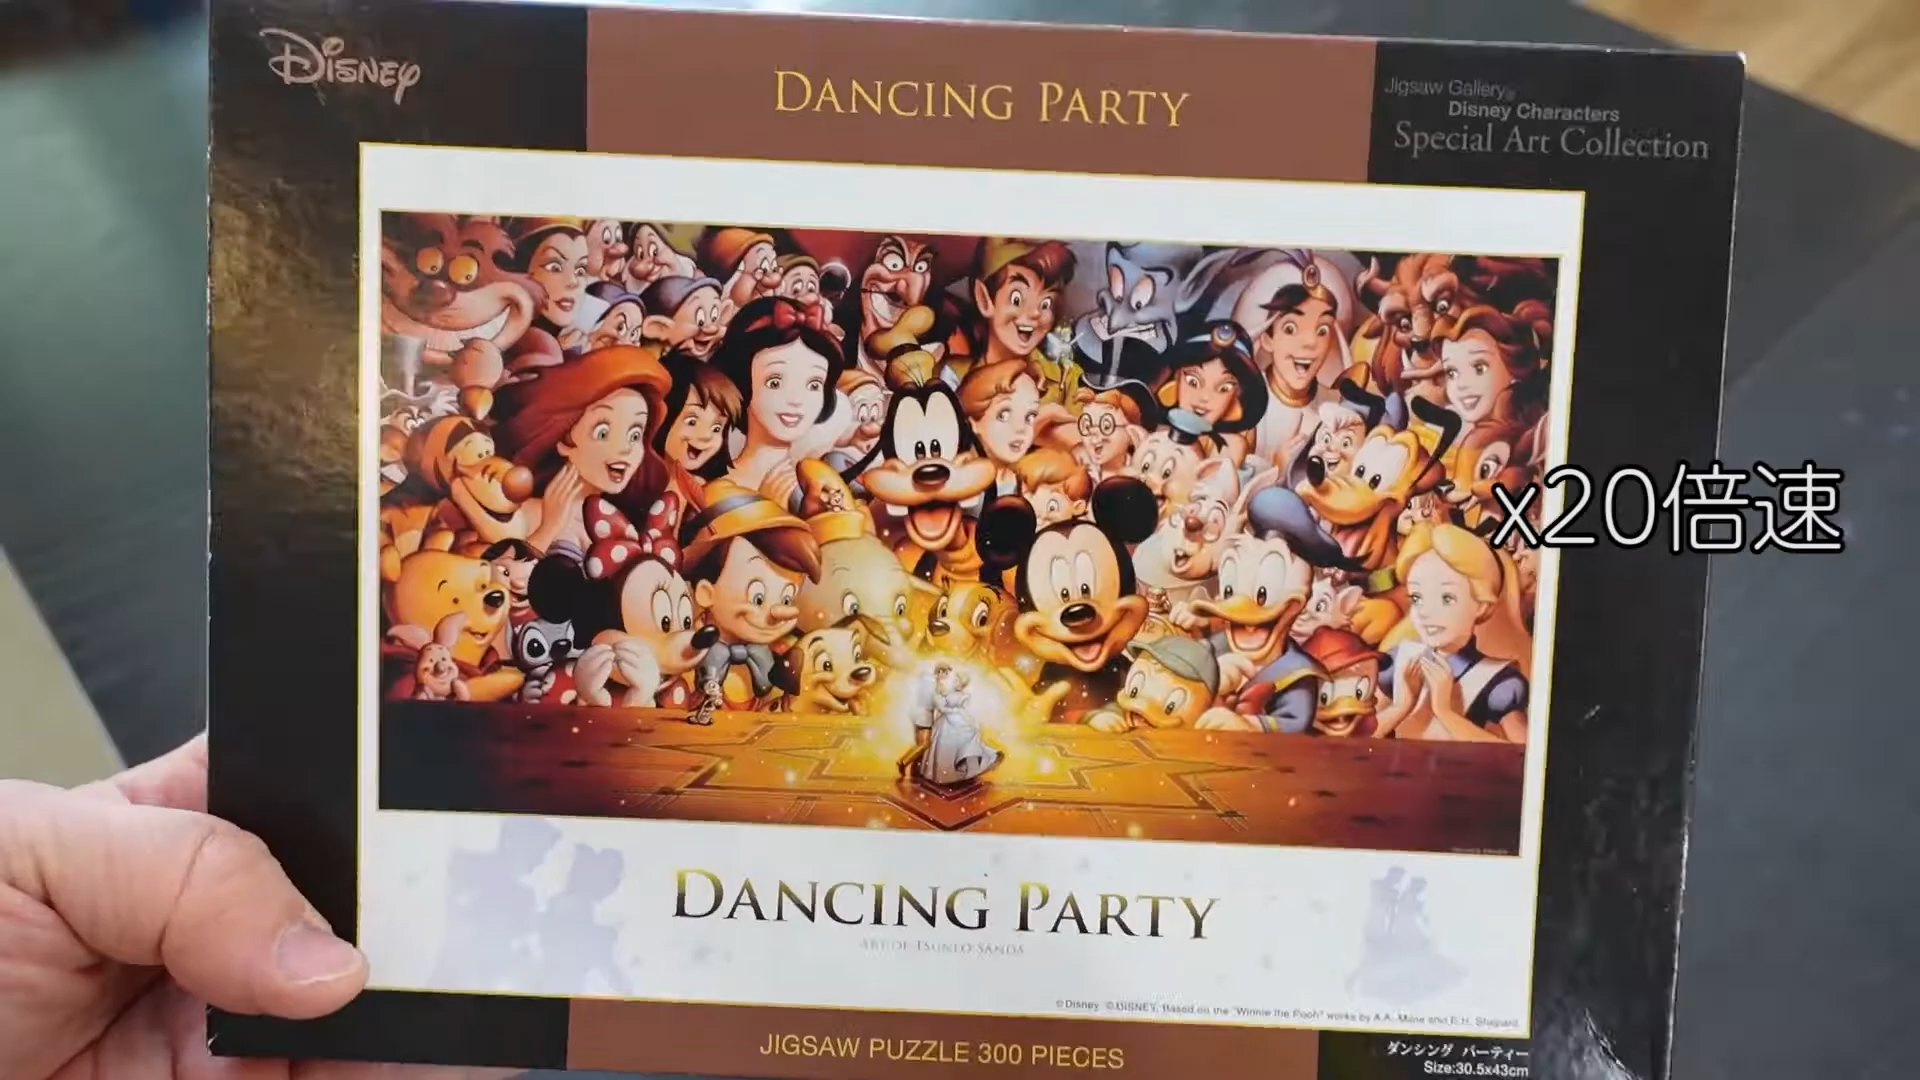 Disney
DANCING PARTY
Jigsaw Gallery
Disney Characters
Special Art Collection
x20倍速
DANCING PARTY
ART OF TSUNEO SANDA
© Disney. © DISNEY. Based on the "Winnie the Pooh" works by A.A. Milne and E.H. Shepard.
JIGSAW PUZZLE 300 PIECES
ダンシング パーティー
Size:30.5x43cm